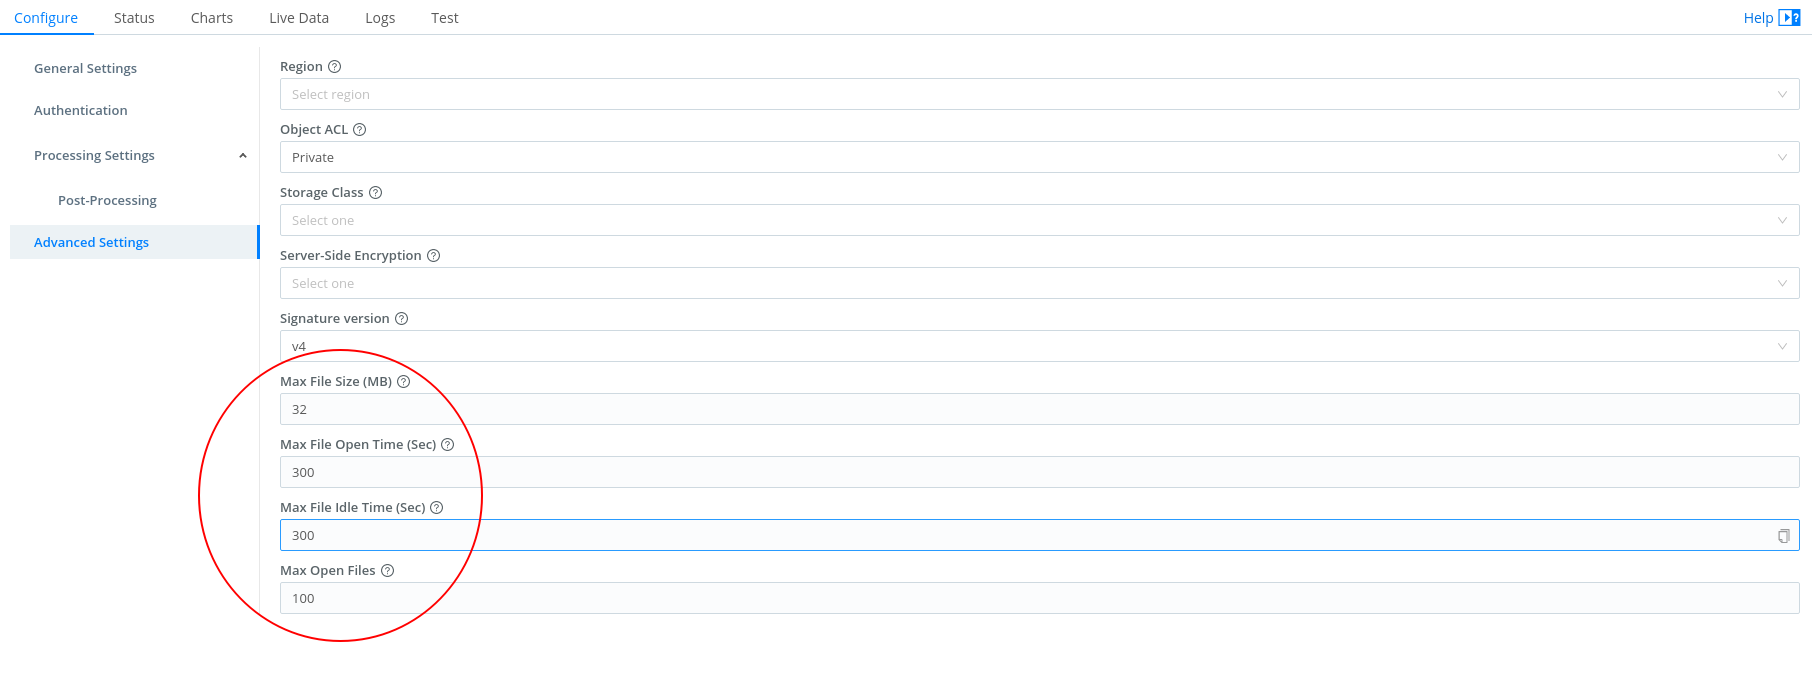 Configure Status Charts Live Data Logs Test Help
General Settings
Authentication
Processing Settings
Post-Processing
Advanced Settings
Region
Select region
Object ACL
Private
Storage Class
Select one
Server-Side Encryption
Select one
Signature version
v4
Max File Size (MB)
32
Max File Open Time (Sec)
300
Max File Idle Time (Sec)
300
Max Open Files
100